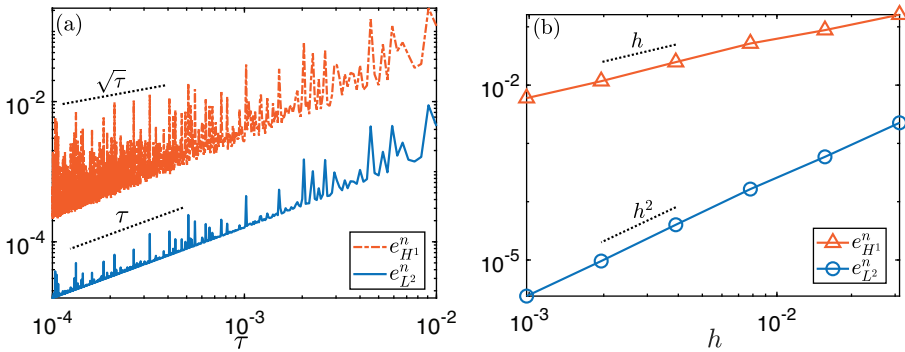 (a)
√τ
10^-2
τ
10^-4
e^n_{H^1}
e^n_{L^2}
10^-4
10^-3
10^-2
τ
(b)
h
10^-2
h^2
10^-5
e^n_{H^1}
e^n_{L^2}
10^-3
10^-2
h